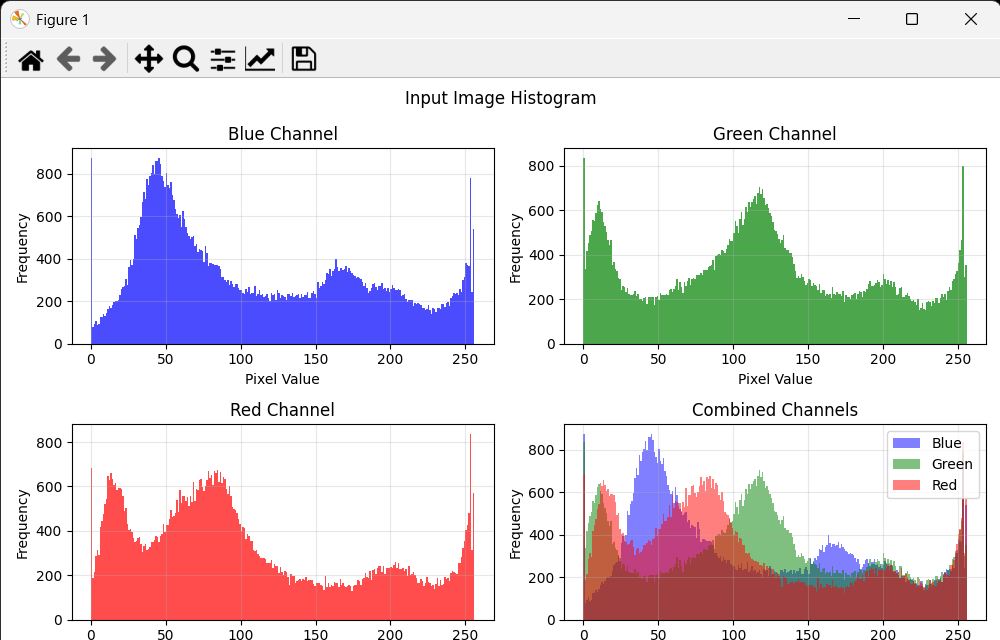 Figure 1
Input Image Histogram
Blue Channel
Frequency
800
600
400
200
0
0 50 100 150 200 250
Pixel Value
Green Channel
Frequency
800
600
400
200
0
0 50 100 150 200 250
Pixel Value
Red Channel
Frequency
800
600
400
200
0
0 50 100 150 200 250
Combined Channels
Frequency
800
600
400
200
0
0 50 100 150 200 250
Blue
Green
Red